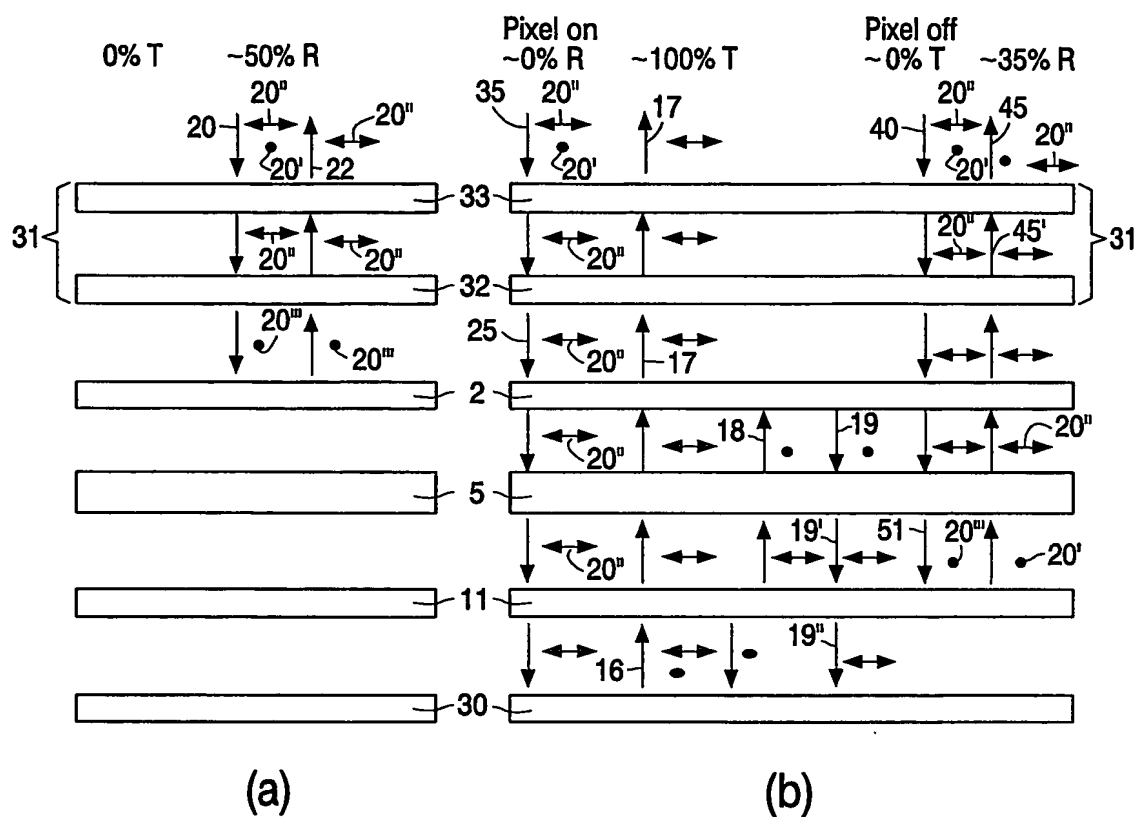 Pixel on Pixel off
0% T ~50% R ~0% R ~100% T ~0% T ~35% R
20" 20" 20" 20"
20 20" 35 17 40 45 20"
20' 22 20' 20'
33
31 20" 20" 20" 20" 45' 31
32
20''' 20''' 25 20" 17
2
20" 18 19 20"
5
20" 19' 51 20''' 20'
11
16 19"
30
(a) (b)